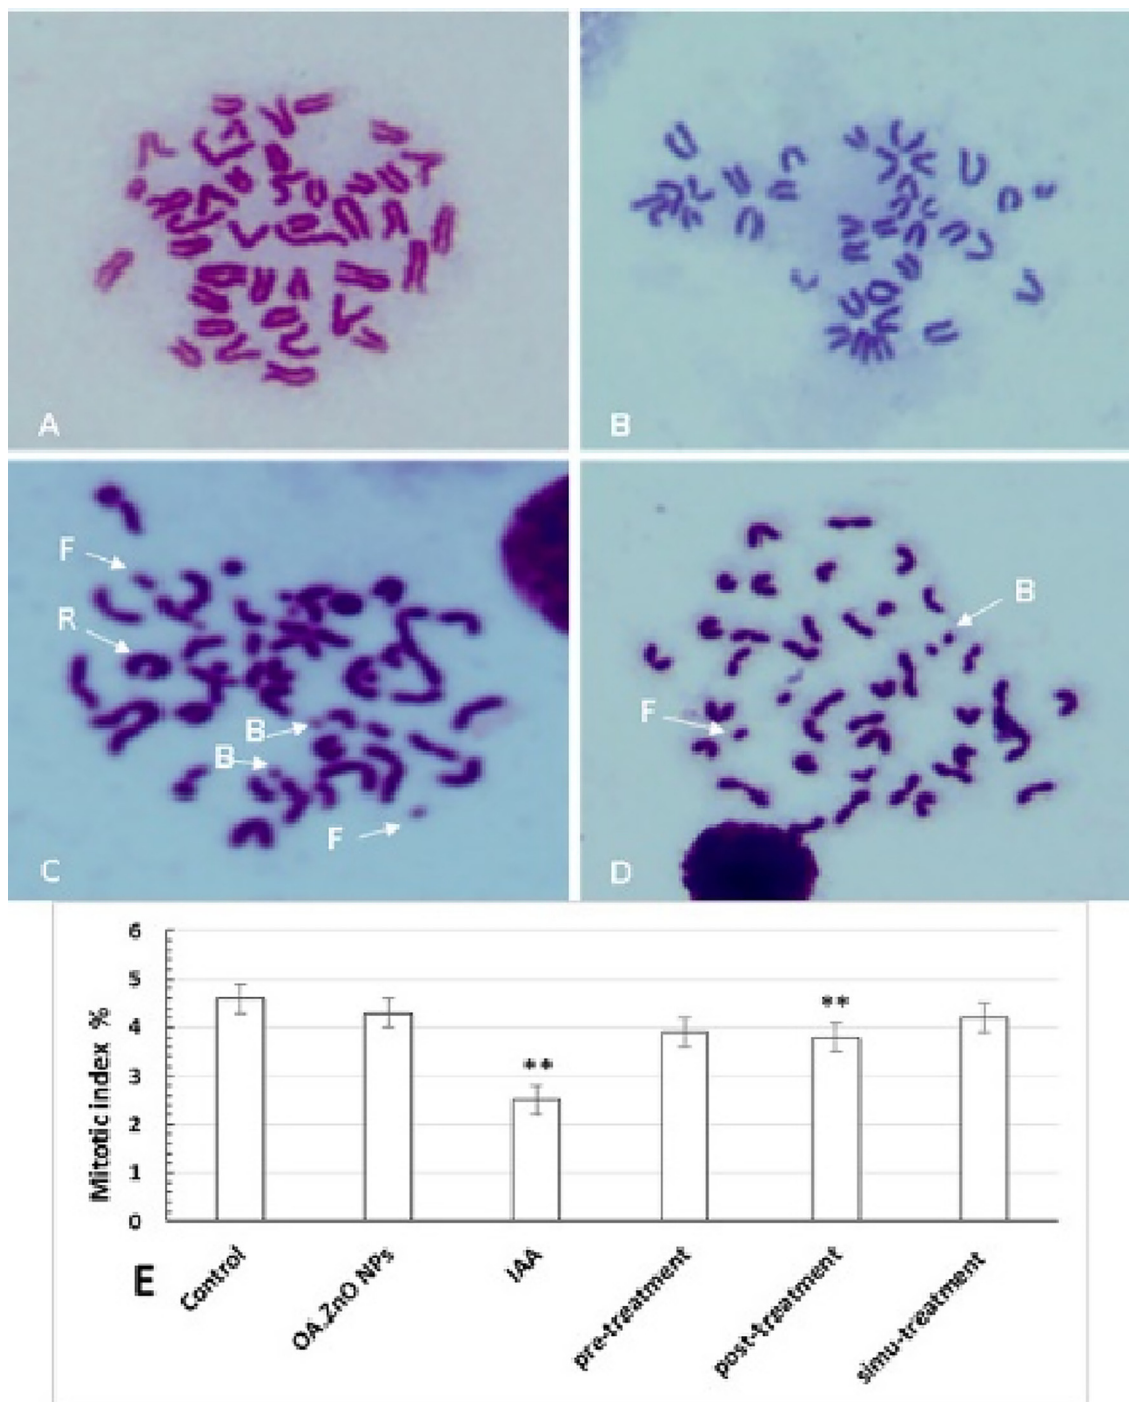 A
B
F
R
B
B
F
C
B
F
D
6
5
4
3
2
1
0
Mitotic index %
**
**
Control
OA.ZnO NPs
IAA
pre-treatment
post-treatment
simu-treatment
E